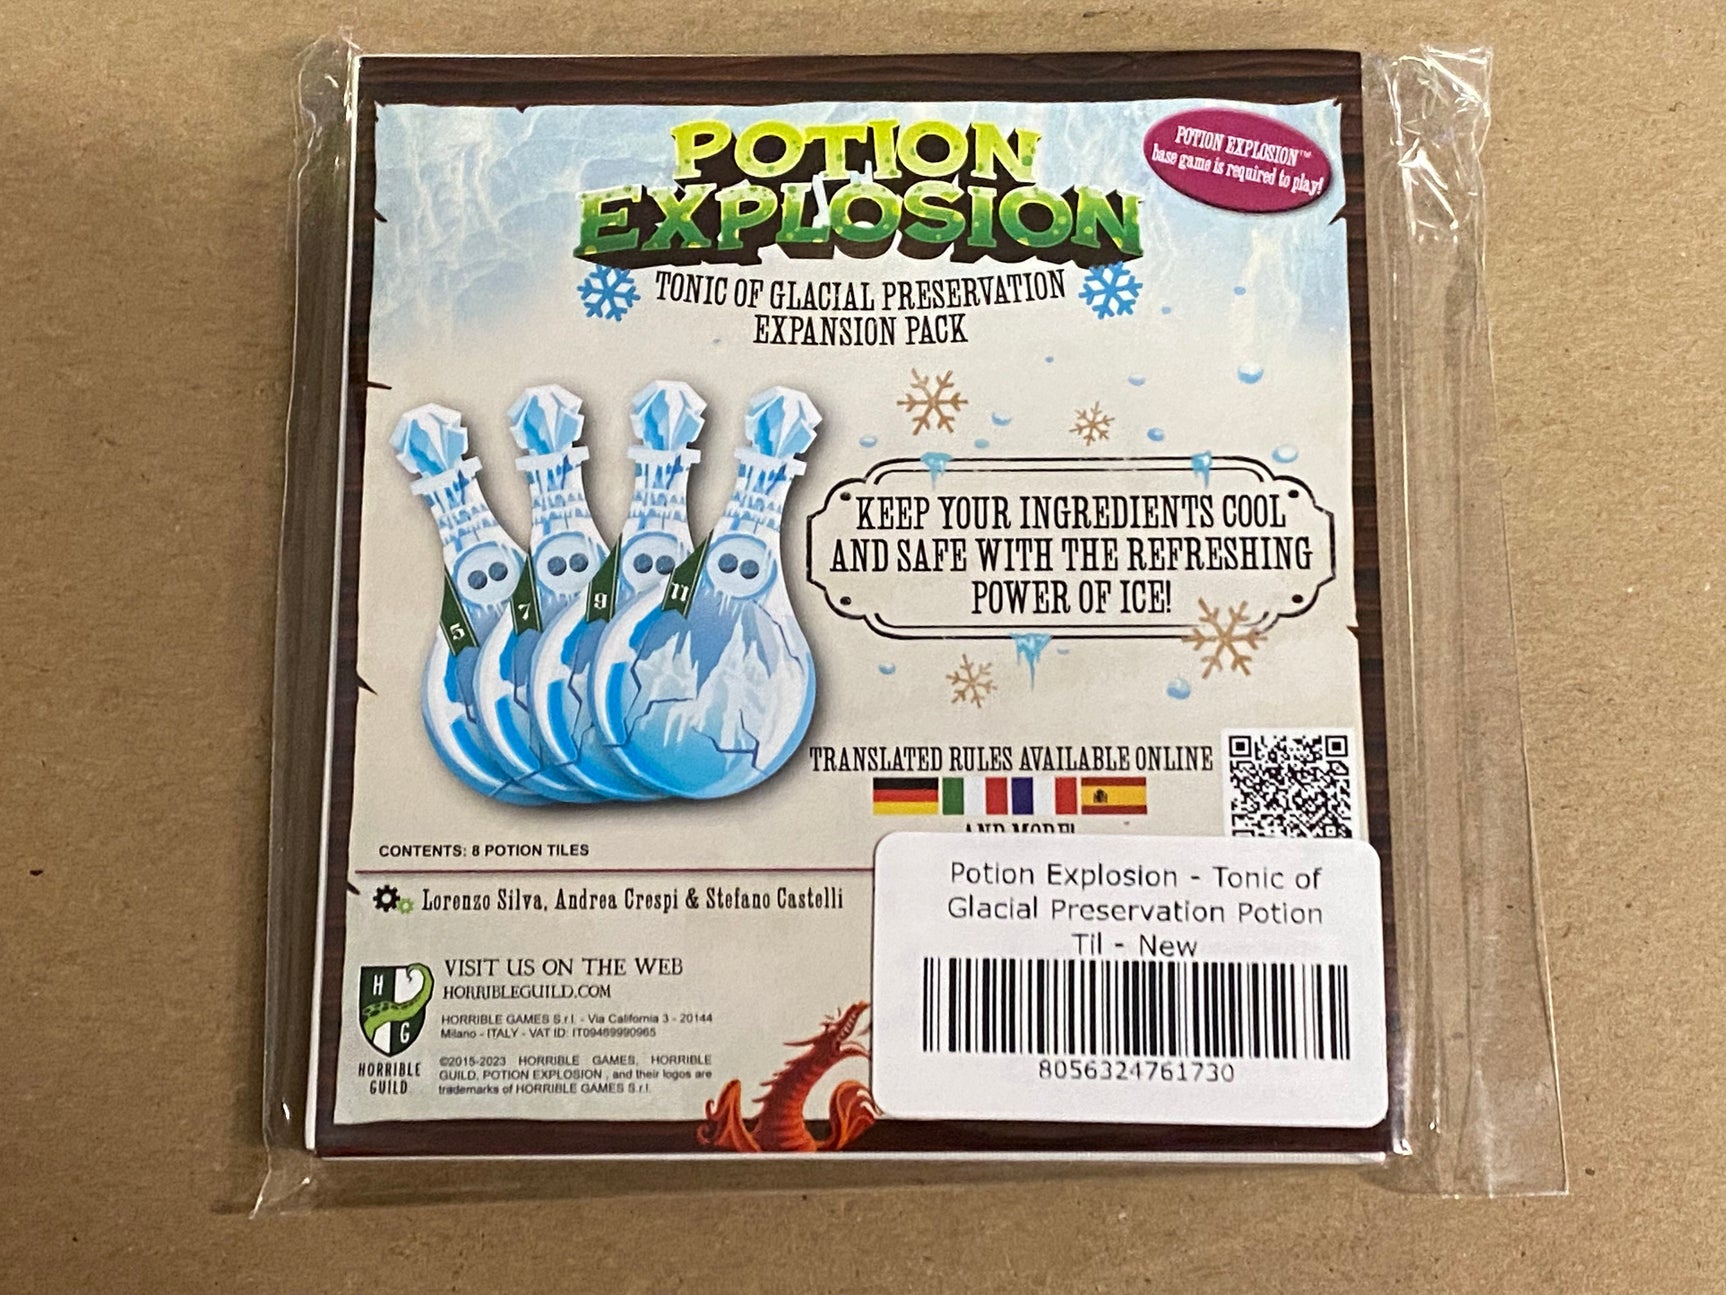 POTION
EXPLOSION
POTION EXPLOSION™
base game is required to play!
TONIC OF GLACIAL PRESERVATION
EXPANSION PACK
KEEP YOUR INGREDIENTS COOL
AND SAFE WITH THE REFRESHING
POWER OF ICE!
5
7
9
11
TRANSLATED RULES AVAILABLE ONLINE
AND MORE!
CONTENTS: 8 POTION TILES
Lorenzo Silva, Andrea Crespi & Stefano Castelli
H
G
HORRIBLE
GUILD
VISIT US ON THE WEB
HORRIBLEGUILD.COM
HORRIBLE GAMES S.r.l. - Via California 3 - 20144
Milano - ITALY - VAT ID: IT09469990965
©2015-2023 HORRIBLE GAMES, HORRIBLE
GUILD, POTION EXPLOSION, and their logos are
trademarks of HORRIBLE GAMES S.r.l.
Potion Explosion - Tonic of
Glacial Preservation Potion
Til - New
8056324761730